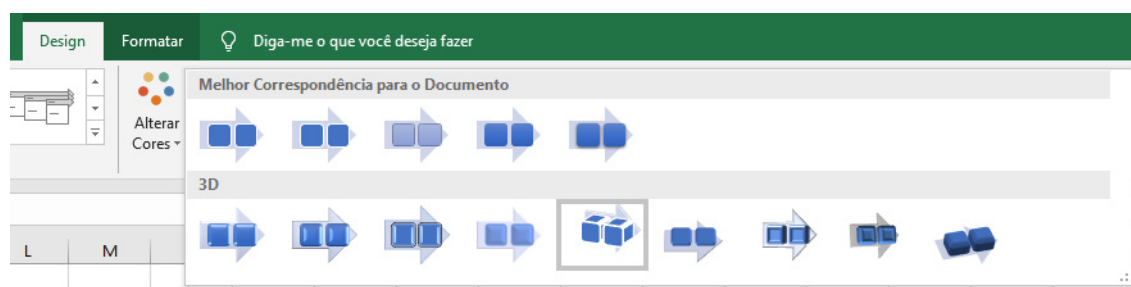 Design Formatar Diga-me o que você deseja fazer
Melhor Correspondência para o Documento
Alterar
Cores
3D
L M